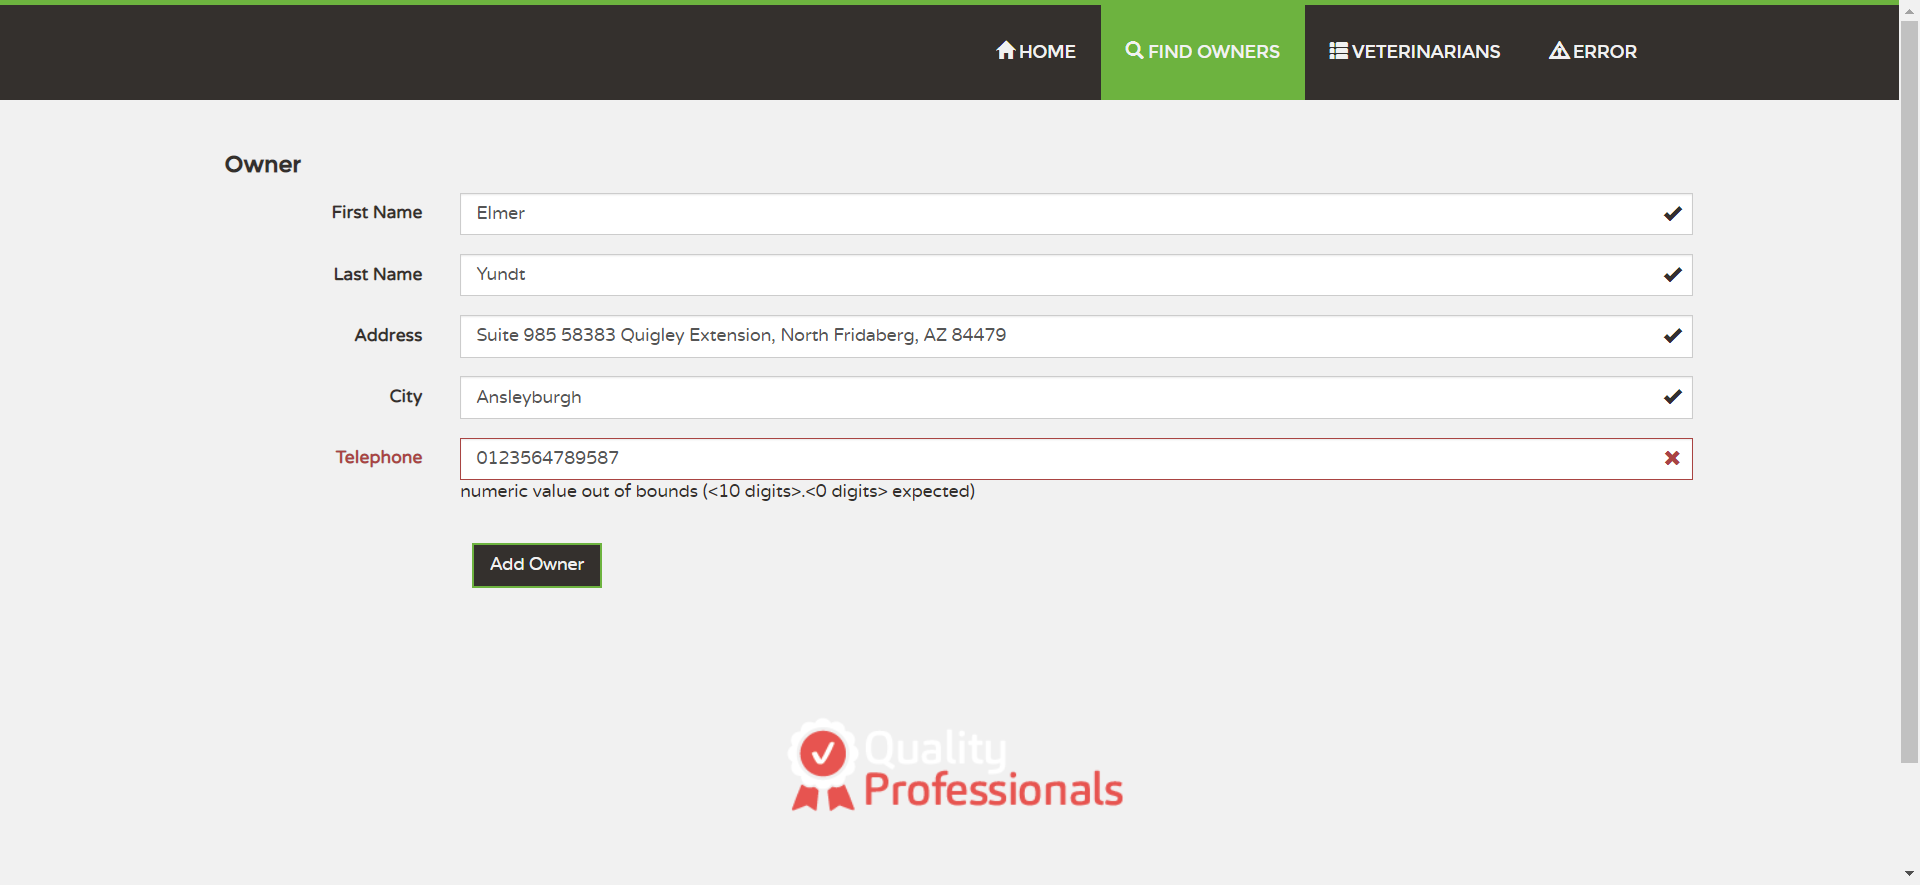 HOME FIND OWNERS VETERINARIANS ERROR
Owner
First Name Elmer
Last Name Yundt
Address Suite 985 58383 Quigley Extension, North Fridaberg, AZ 84479
City Ansleyburgh
Telephone 0123564789587
numeric value out of bounds (<10 digits>.<0 digits> expected)
Add Owner
Quality
Professionals